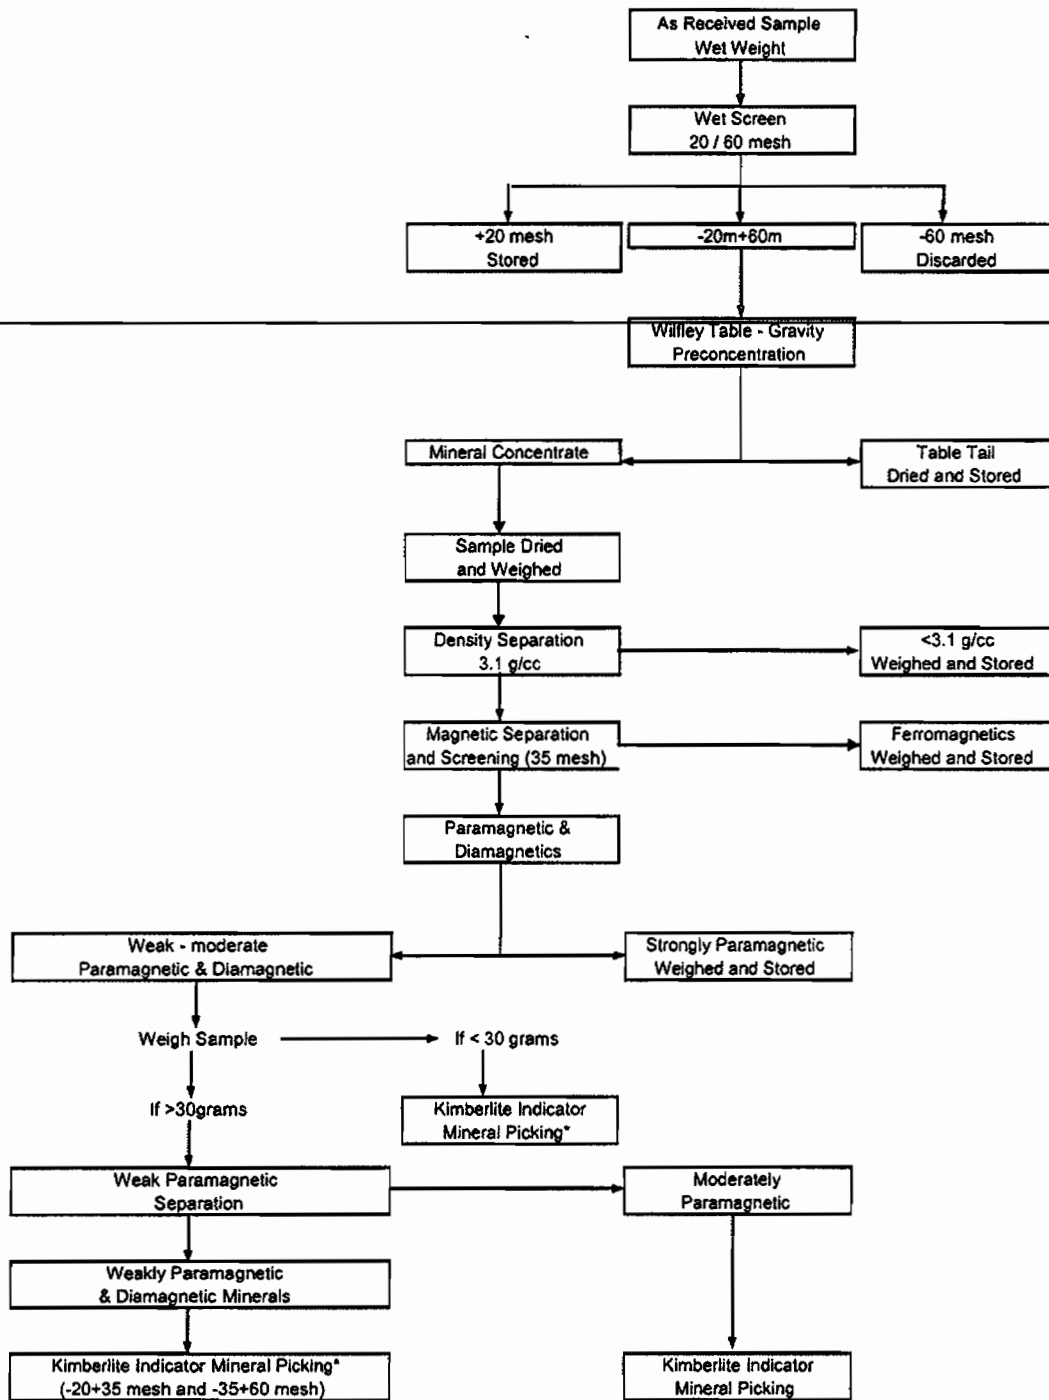 As Received Sample
Wet Weight
Wet Screen
20 / 60 mesh
+20 mesh
Stored
-20m+60m
-60 mesh
Discarded
Wilfley Table - Gravity
Preconcentration
Mineral Concentrate
Table Tail
Dried and Stored
Sample Dried
and Weighed
Density Separation
3.1 g/cc
<3.1 g/cc
Weighed and Stored
Magnetic Separation
and Screening (35 mesh)
Ferromagnetics
Weighed and Stored
Paramagnetic &
Diamagnetics
Weak - moderate
Paramagnetic & Diamagnetic
Strongly Paramagnetic
Weighed and Stored
Weigh Sample
If < 30 grams
If >30grams
Kimberlite Indicator
Mineral Picking*
Weak Paramagnetic
Separation
Moderately
Paramagnetic
Weakly Paramagnetic
& Diamagnetic Minerals
Kimberlite Indicator Mineral Picking*
(-20+35 mesh and -35+60 mesh)
Kimberlite Indicator
Mineral Picking